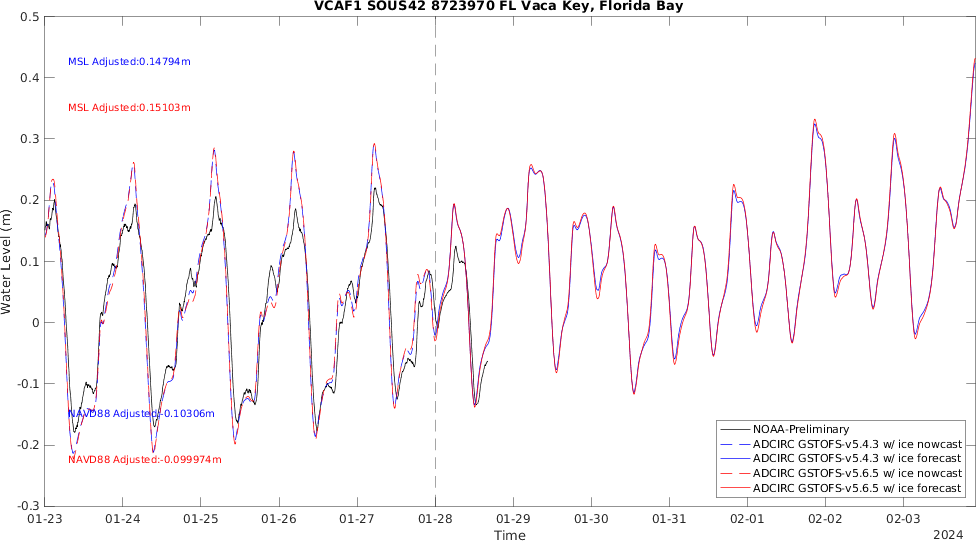 VCAF1 SOUS42 8723970 FL Vaca Key, Florida Bay
0.5
0.4
0.3
0.2
0.1
0
-0.1
-0.2
-0.3
Water Level (m)
MSL Adjusted:0.14794m
MSL Adjusted:0.15103m
NAVD88 Adjusted:-0.10306m
NAVD88 Adjusted:-0.099974m
NOAA-Preliminary
ADCIRC GSTOFS-v5.4.3 w/ ice nowcast
ADCIRC GSTOFS-v5.4.3 w/ ice forecast
ADCIRC GSTOFS-v5.6.5 w/ ice nowcast
ADCIRC GSTOFS-v5.6.5 w/ ice forecast
01-23 01-24 01-25 01-26 01-27 01-28 01-29 01-30 01-31 02-01 02-02 02-03
Time
2024